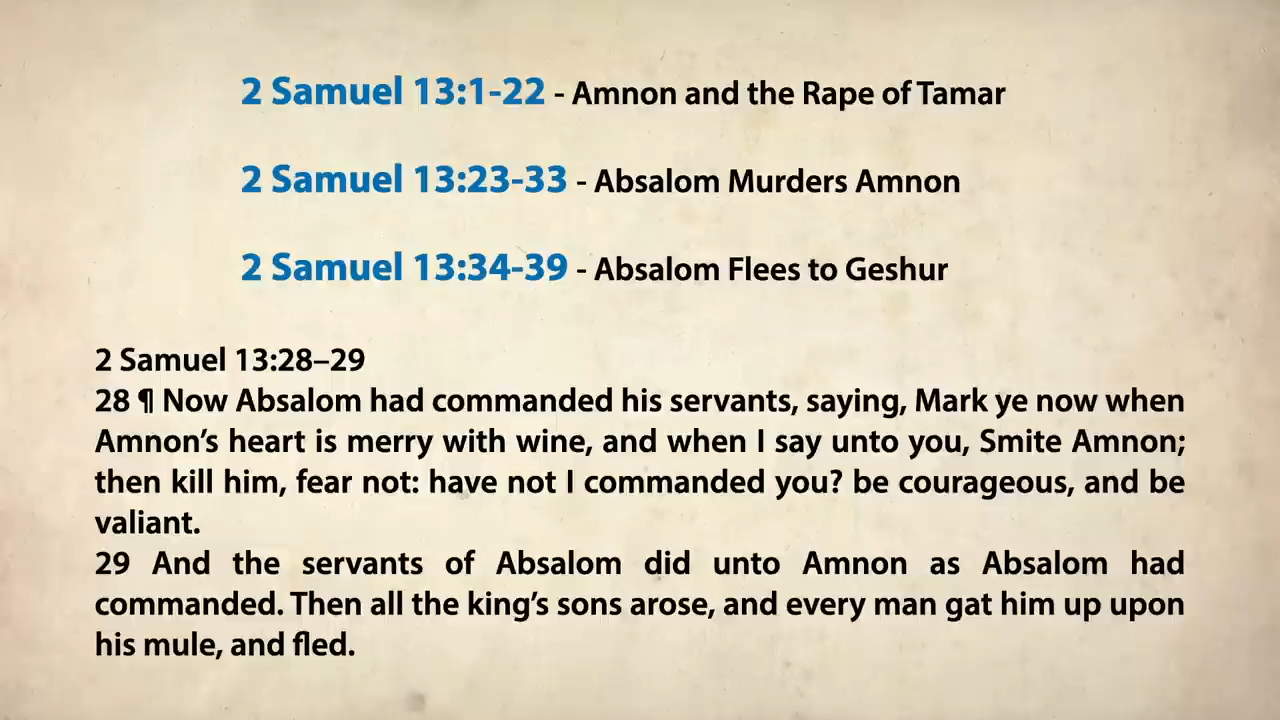 2 Samuel 13:1-22 - Amnon and the Rape of Tamar
2 Samuel 13:23-33 - Absalom Murders Amnon
2 Samuel 13:34-39 - Absalom Flees to Geshur
2 Samuel 13:28–29
28 ¶ Now Absalom had commanded his servants, saying, Mark ye now when
Amnon’s heart is merry with wine, and when I say unto you, Smite Amnon;
then kill him, fear not: have not I commanded you? be courageous, and be
valiant.
29 And the servants of Absalom did unto Amnon as Absalom had
commanded. Then all the king’s sons arose, and every man gat him up upon
his mule, and fled.